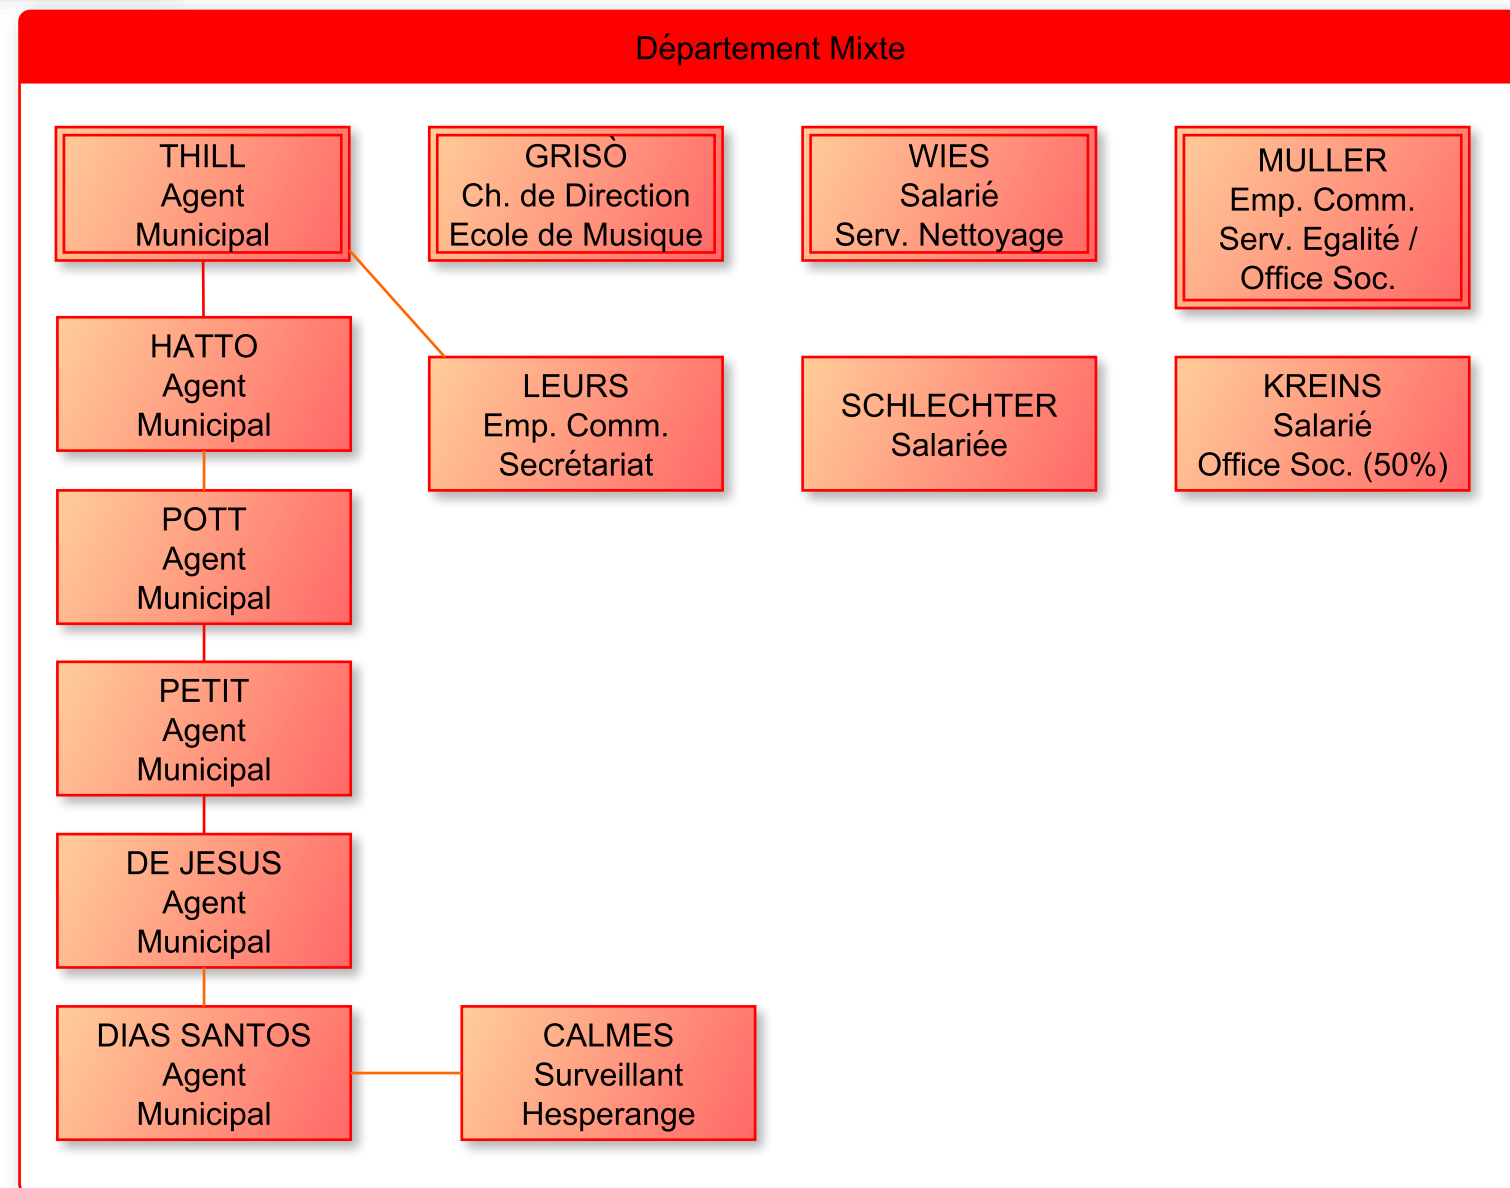 Département Mixte
THILL
Agent
Municipal
GRISÒ
Ch. de Direction
Ecole de Musique
WIES
Salarié
Serv. Nettoyage
MULLER
Emp. Comm.
Serv. Egalité /
Office Soc.
HATTO
Agent
Municipal
LEURS
Emp. Comm.
Secrétariat
SCHLECHTER
Salariée
KREINS
Salarié
Office Soc. (50%)
POTT
Agent
Municipal
PETIT
Agent
Municipal
DE JESUS
Agent
Municipal
DIAS SANTOS
Agent
Municipal
CALMES
Surveillant
Hesperange